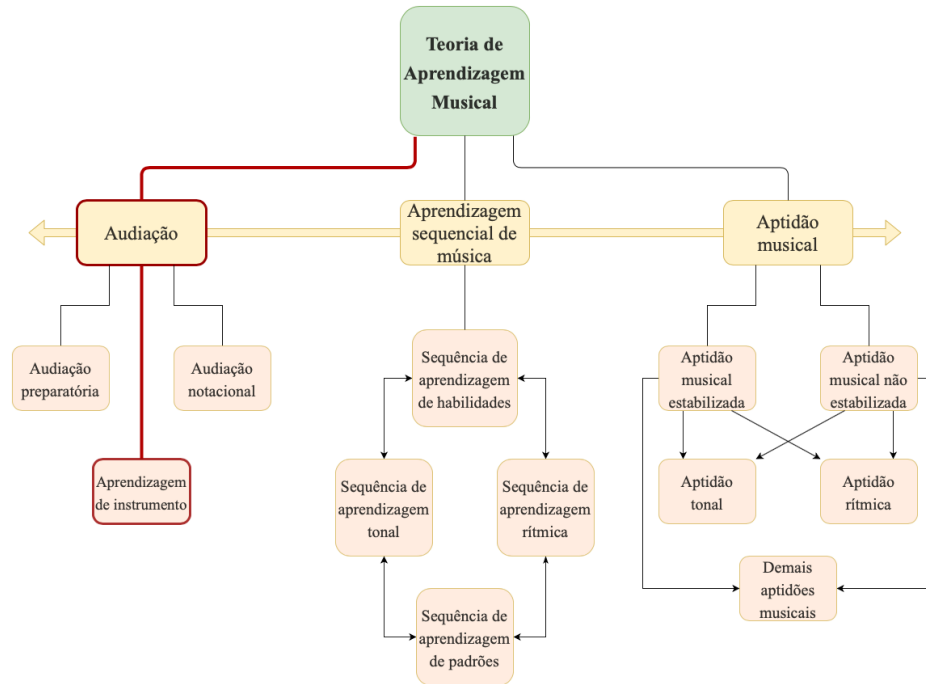 Teoria de
Aprendizagem
Musical
Audiação
Aprendizagem
sequencial de
música
Aptidão
musical
Audiação
preparatória
Audiação
notacional
Aprendizagem
de instrumento
Sequência de
aprendizagem
de habilidades
Sequência de
aprendizagem
tonal
Sequência de
aprendizagem
rítmica
Sequência de
aprendizagem
de padrões
Aptidão
musical
estabilizada
Aptidão
musical não
estabilizada
Aptidão
tonal
Aptidão
rítmica
Demais
aptidões
musicais